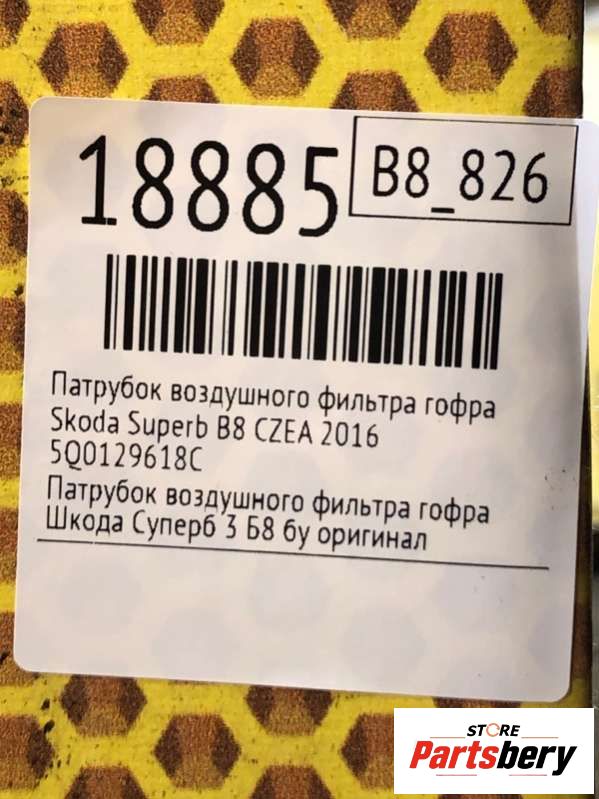 18885
B8_826
Патрубок воздушного фильтра гофра
Skoda Superb B8 CZEA 2016
5Q0129618C
Патрубок воздушного фильтра гофра
Шкода Суперб 3 Б8 бу оригинал
STORE
Partsbery